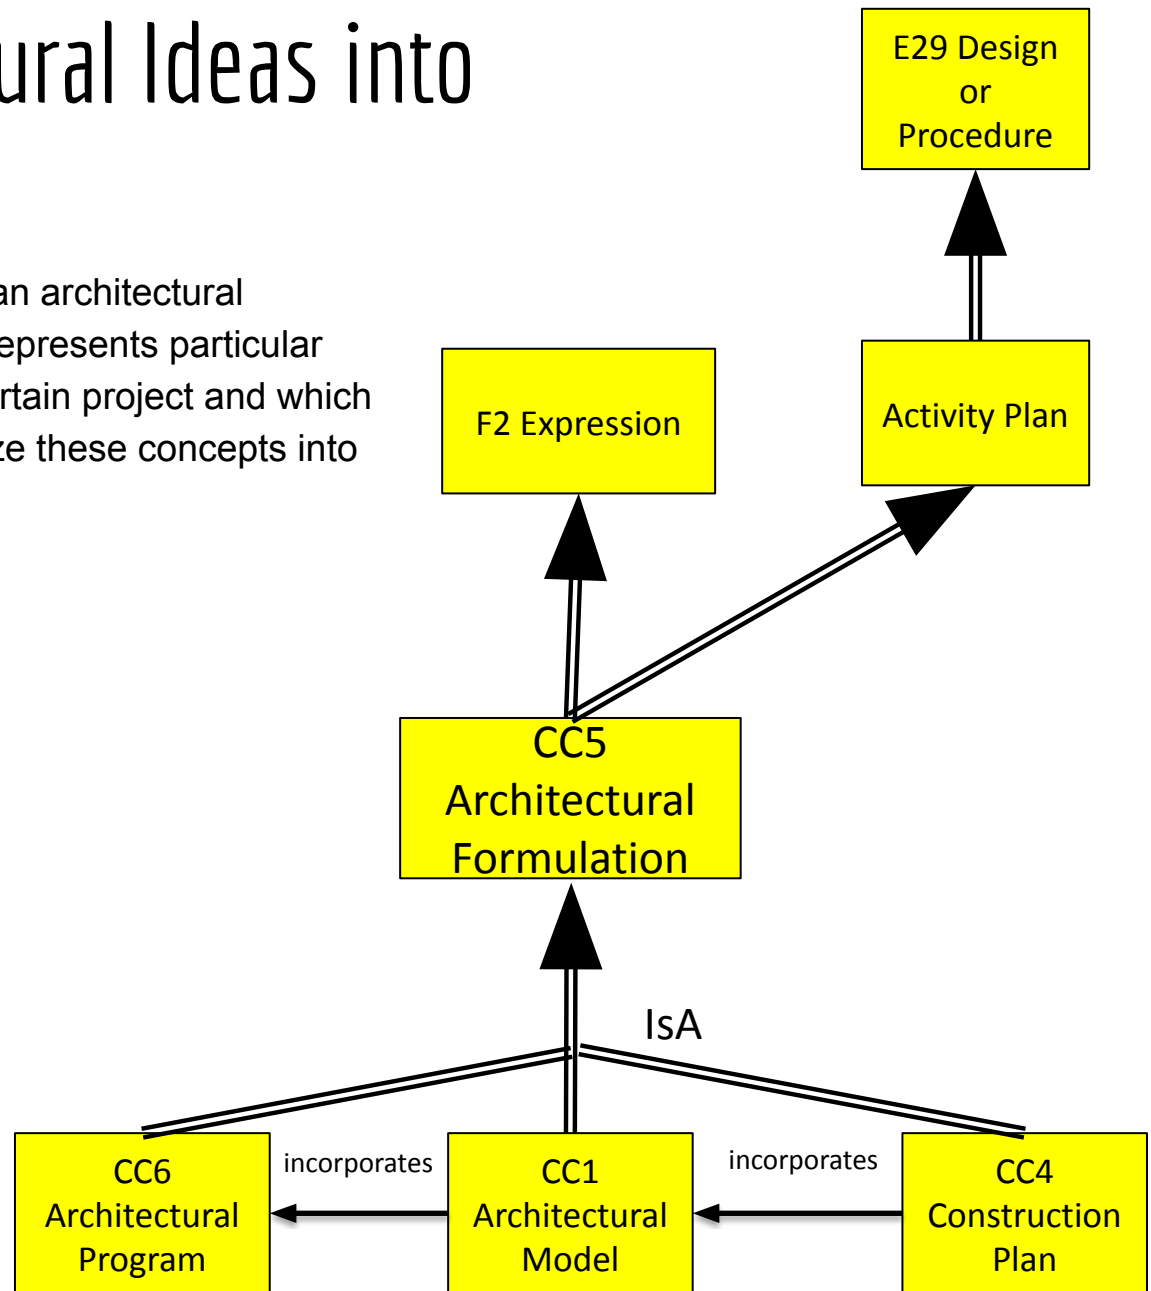 ural Ideas into
E29 Design
or
Procedure
an architectural
epresents particular
rtain project and which
ze these concepts into
F2 Expression
Activity Plan
CC5
Architectural
Formulation
IsA
CC6
Architectural
Program
incorporates
CC1
Architectural
Model
incorporates
CC4
Construction
Plan